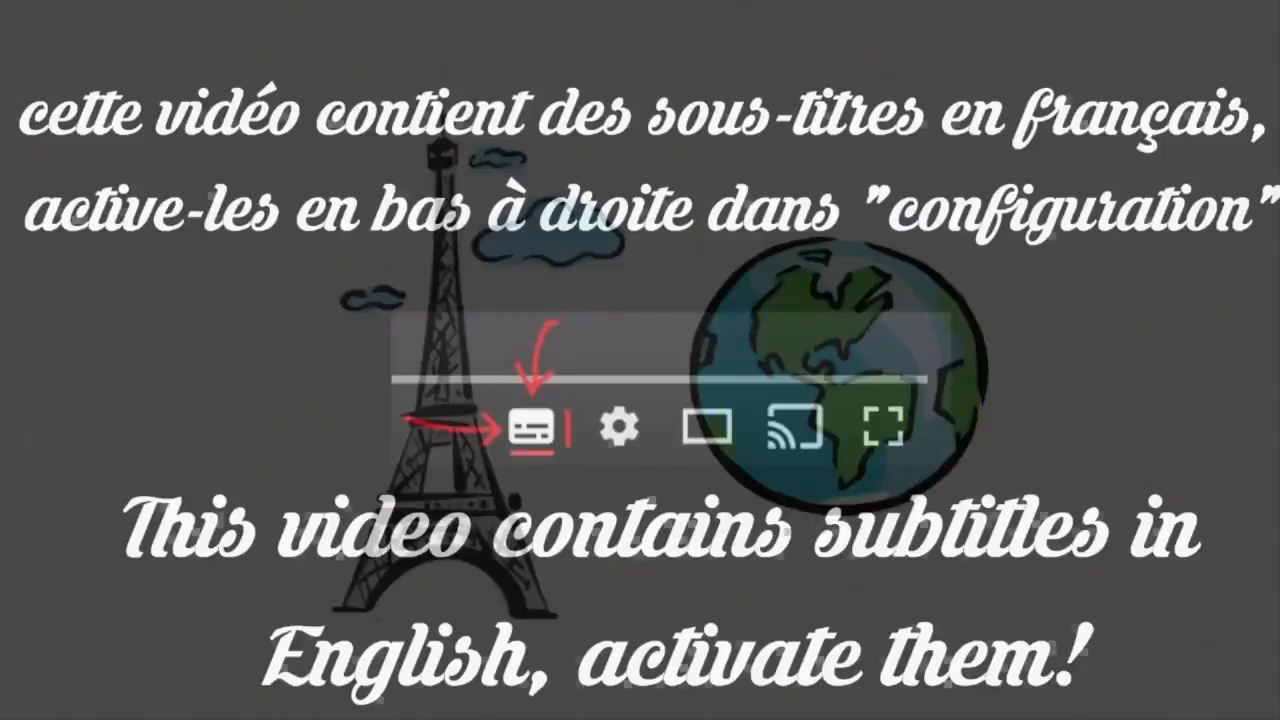 cette vidéo contient des sous-titres en français,
active-les en bas à droite dans "configuration"
This video contains subtitles in
English, activate them!